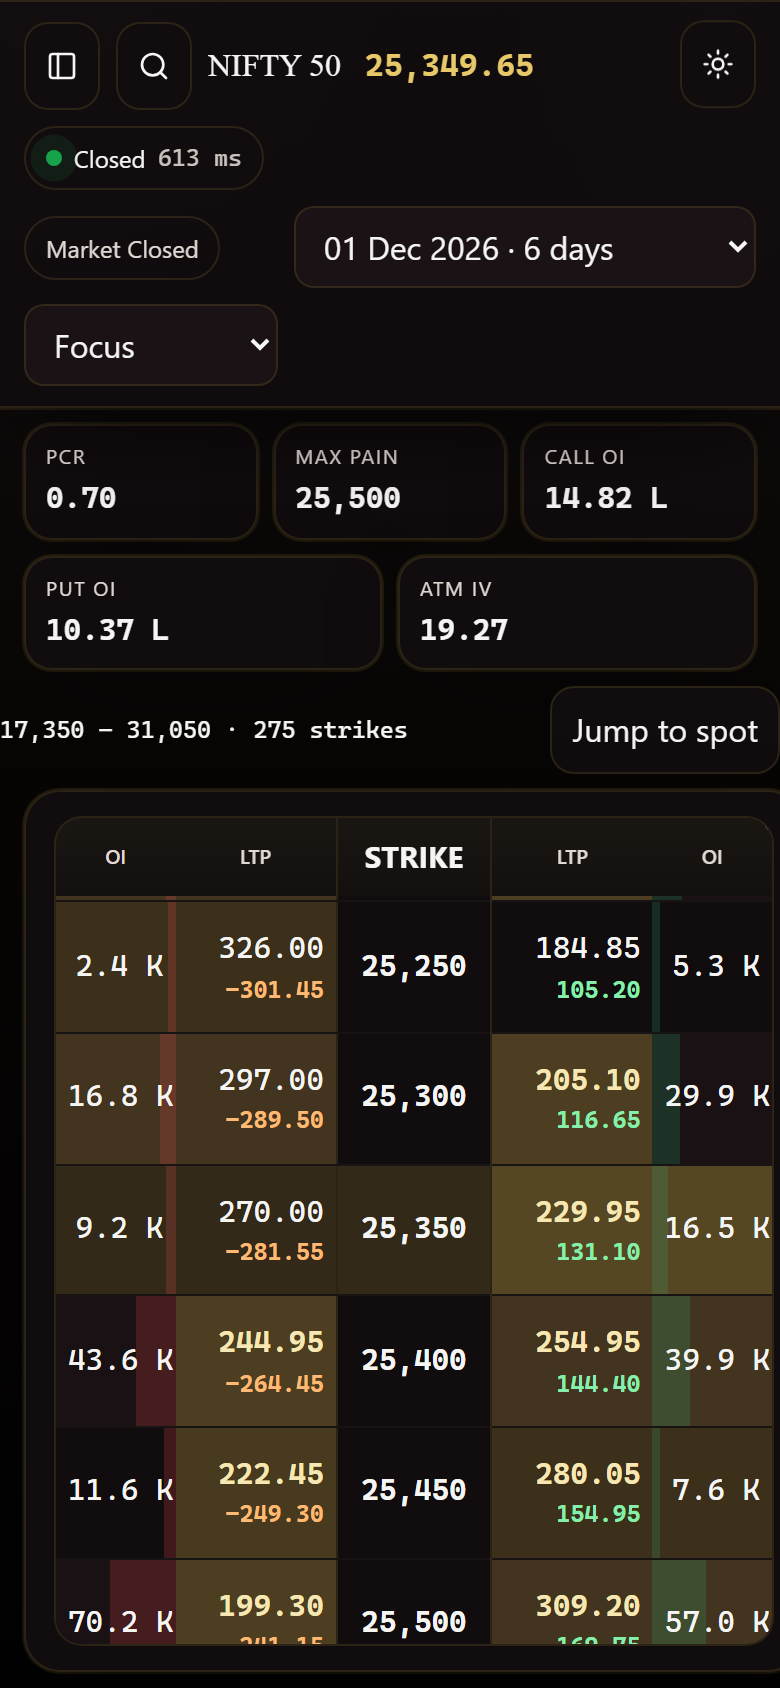 NIFTY 50 25,349.65
Closed 613 ms
Market Closed 01 Dec 2026 · 6 days
Focus
PCR MAX PAIN CALL OI
0.70 25,500 14.82 L
PUT OI ATM IV
10.37 L 19.27
17,350 – 31,050 · 275 strikes Jump to spot
OI LTP STRIKE LTP OI
2.4 K 326.00 25,250 184.85 5.3 K
−301.45 105.20
16.8 K 297.00 25,300 205.10 29.9 K
−289.50 116.65
9.2 K 270.00 25,350 229.95 16.5 K
−281.55 131.10
43.6 K 244.95 25,400 254.95 39.9 K
−264.45 144.40
11.6 K 222.45 25,450 280.05 7.6 K
−249.30 154.95
70.2 K 199.30 25,500 309.20 57.0 K